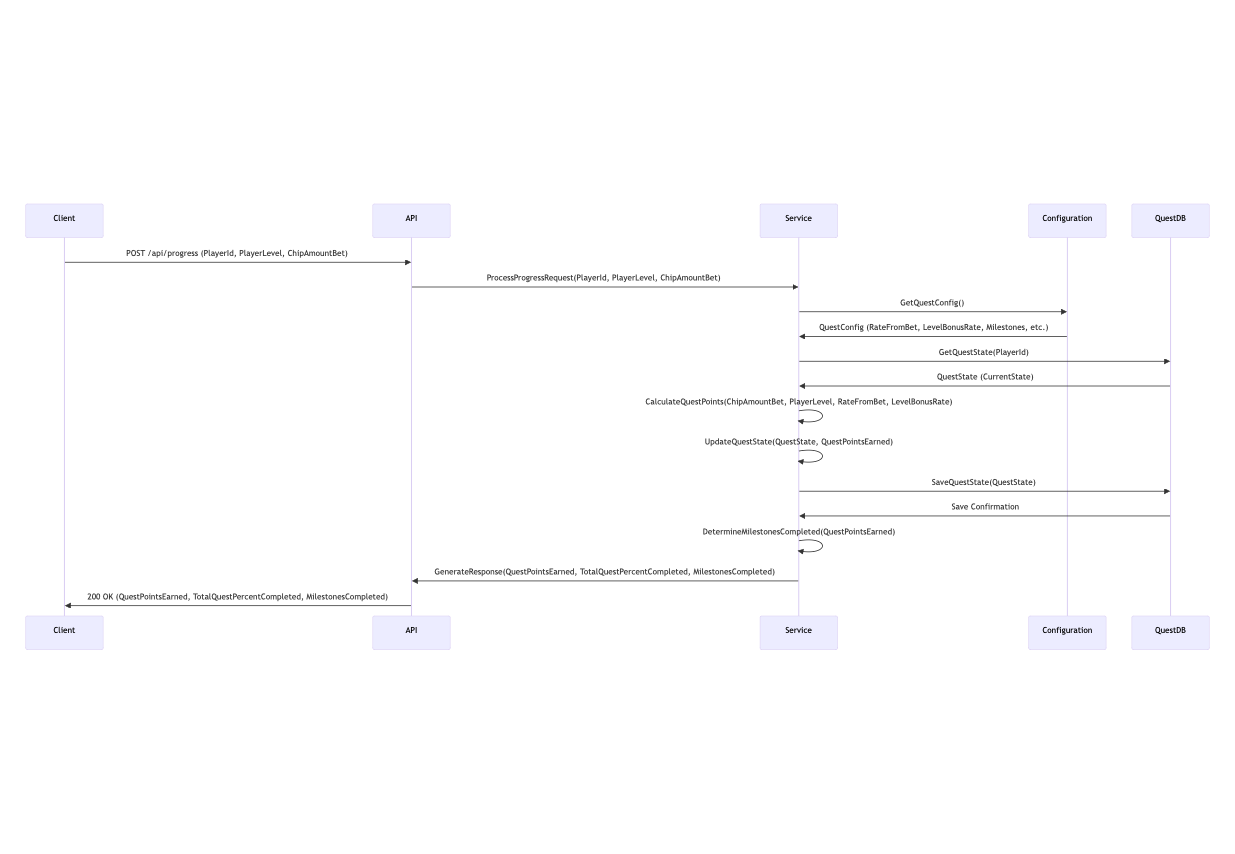 Client
API
Service
Configuration
QuestDB
POST /api/progress (PlayerId, PlayerLevel, ChipAmountBet)
ProcessProgressRequest(PlayerId, PlayerLevel, ChipAmountBet)
GetQuestConfig()
QuestConfig (RateFromBet, LevelBonusRate, Milestones, etc.)
GetQuestState(PlayerId)
QuestState (CurrentState)
CalculateQuestPoints(ChipAmountBet, PlayerLevel, RateFromBet, LevelBonusRate)
UpdateQuestState(QuestState, QuestPointsEarned)
SaveQuestState(QuestState)
Save Confirmation
DetermineMilestonesCompleted(QuestPointsEarned)
GenerateResponse(QuestPointsEarned, TotalQuestPercentCompleted, MilestonesCompleted)
200 OK (QuestPointsEarned, TotalQuestPercentCompleted, MilestonesCompleted)
Client
API
Service
Configuration
QuestDB